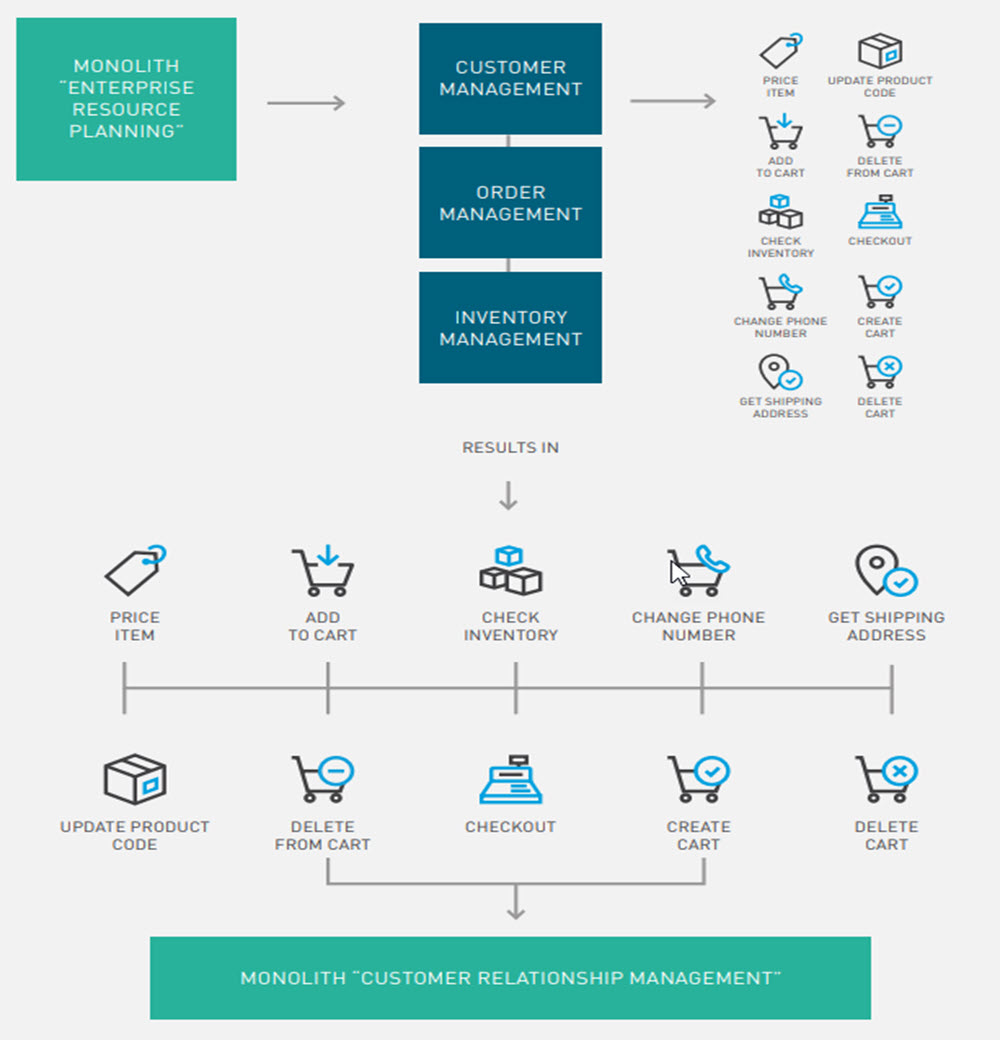 MONOLITH
"ENTERPRISE
RESOURCE
PLANNING"
CUSTOMER
MANAGEMENT
ORDER
MANAGEMENT
INVENTORY
MANAGEMENT
PRICE
ITEM
UPDATE PRODUCT
CODE
ADD
TO CART
DELETE
FROM CART
CHECK
INVENTORY
CHECKOUT
CHANGE PHONE
NUMBER
CREATE
CART
GET SHIPPING
ADDRESS
DELETE
CART
RESULTS IN
PRICE
ITEM
ADD
TO CART
CHECK
INVENTORY
CHANGE PHONE
NUMBER
GET SHIPPING
ADDRESS
UPDATE PRODUCT
CODE
DELETE
FROM CART
CHECKOUT
CREATE
CART
DELETE
CART
MONOLITH "CUSTOMER RELATIONSHIP MANAGEMENT"